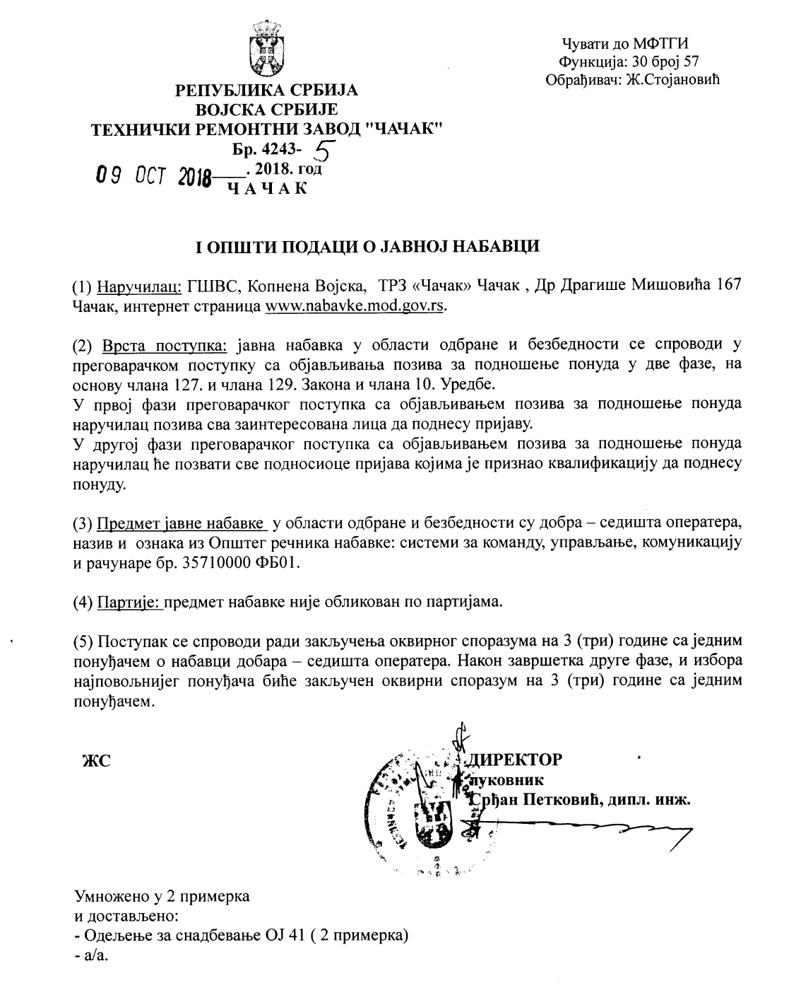 Чувати до МФТГИ
Функција: 30 број 57
Обрађивач: Ж.Стојановић
РЕПУБЛИКА СРБИЈА
ВОЈСКА СРБИЈЕ
ТЕХНИЧКИ РЕМОНТНИ ЗАВОД "ЧАЧАК"
Бр. 4243- 5
09 OCT 2018____. 2018. год
Ч А Ч А К
I ОПШТИ ПОДАЦИ О ЈАВНОЈ НАБАВЦИ
(1) Наручилац: ГШВС, Копнена Војска, ТРЗ «Чачак» Чачак , Др Драгише Мишовића 167
Чачак, интернет страница www.nabavke.mod.gov.rs.
(2) Врста поступка: јавна набавка у области одбране и безбедности се спроводи у
преговарачком поступку са објављивања позива за подношење понуда у две фазе, на
основу члана 127. и члана 129. Закона и члана 10. Уредбе.
У првој фази преговарачког поступка са објављивањем позива за подношење понуда
наручилац позива сва заинтересована лица да поднесу пријаву.
У другој фази преговарачког поступка са објављивањем позива за подношење понуда
наручилац ће позвати све подносиоце пријава којима је признао квалификацију да поднесу
понуду.
(3) Предмет јавне набавке у области одбране и безбедности су добра – седишта оператера,
назив и ознака из Општег речника набавке: системи за команду, управљање, комуникацију
и рачунаре бр. 35710000 ФБ01.
(4) Партије: предмет набавке није обликован по партијама.
(5) Поступак се спроводи ради закључења оквирног споразума на 3 (три) године са једним
понуђачем о набавци добара – седишта оператера. Након завршетка друге фазе, и избора
најповољнијег понуђача биће закључен оквирни споразум на 3 (три) године са једним
понуђачем.
ЖС
ДИРЕКТОР
пуковник
Срђан Петковић, дипл. инж.
Умножено у 2 примерка
и достављено:
- Одељење за снадбевање ОЈ 41 ( 2 примерка)
- а/а.